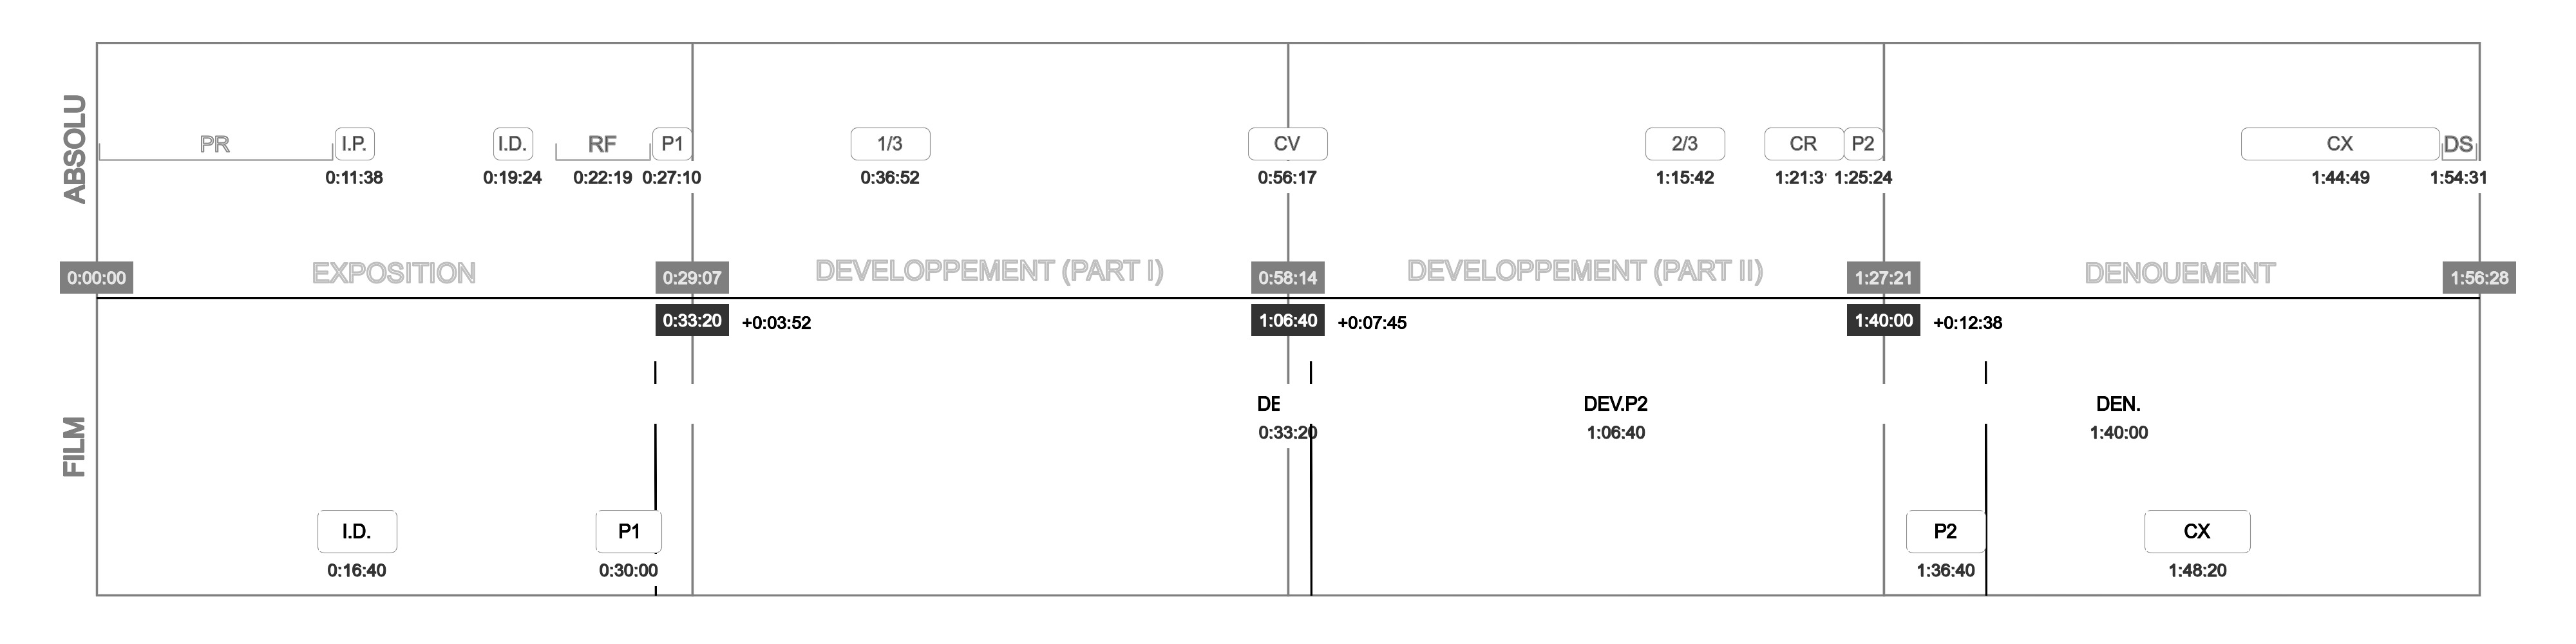 ABSOLU
PR I.P. I.D. RF P1 1/3 CV 2/3 CR P2 CX DS
0:11:38 0:19:24 0:22:19 0:27:10 0:36:52 0:56:17 1:15:42 1:21:3 1:25:24 1:44:49 1:54:31
EXPOSITION DEVELOPPEMENT (PART I) DEVELOPPEMENT (PART II) DENOUEMENT
0:00:00 0:29:07 0:58:14 1:27:21 1:56:28
0:33:20 +0:03:52 1:06:40 +0:07:45 1:40:00 +0:12:38
FILM
DE DEV.P2 DEN.
0:33:20 1:06:40 1:40:00
I.D. P1 P2 CX
0:16:40 0:30:00 1:36:40 1:48:20